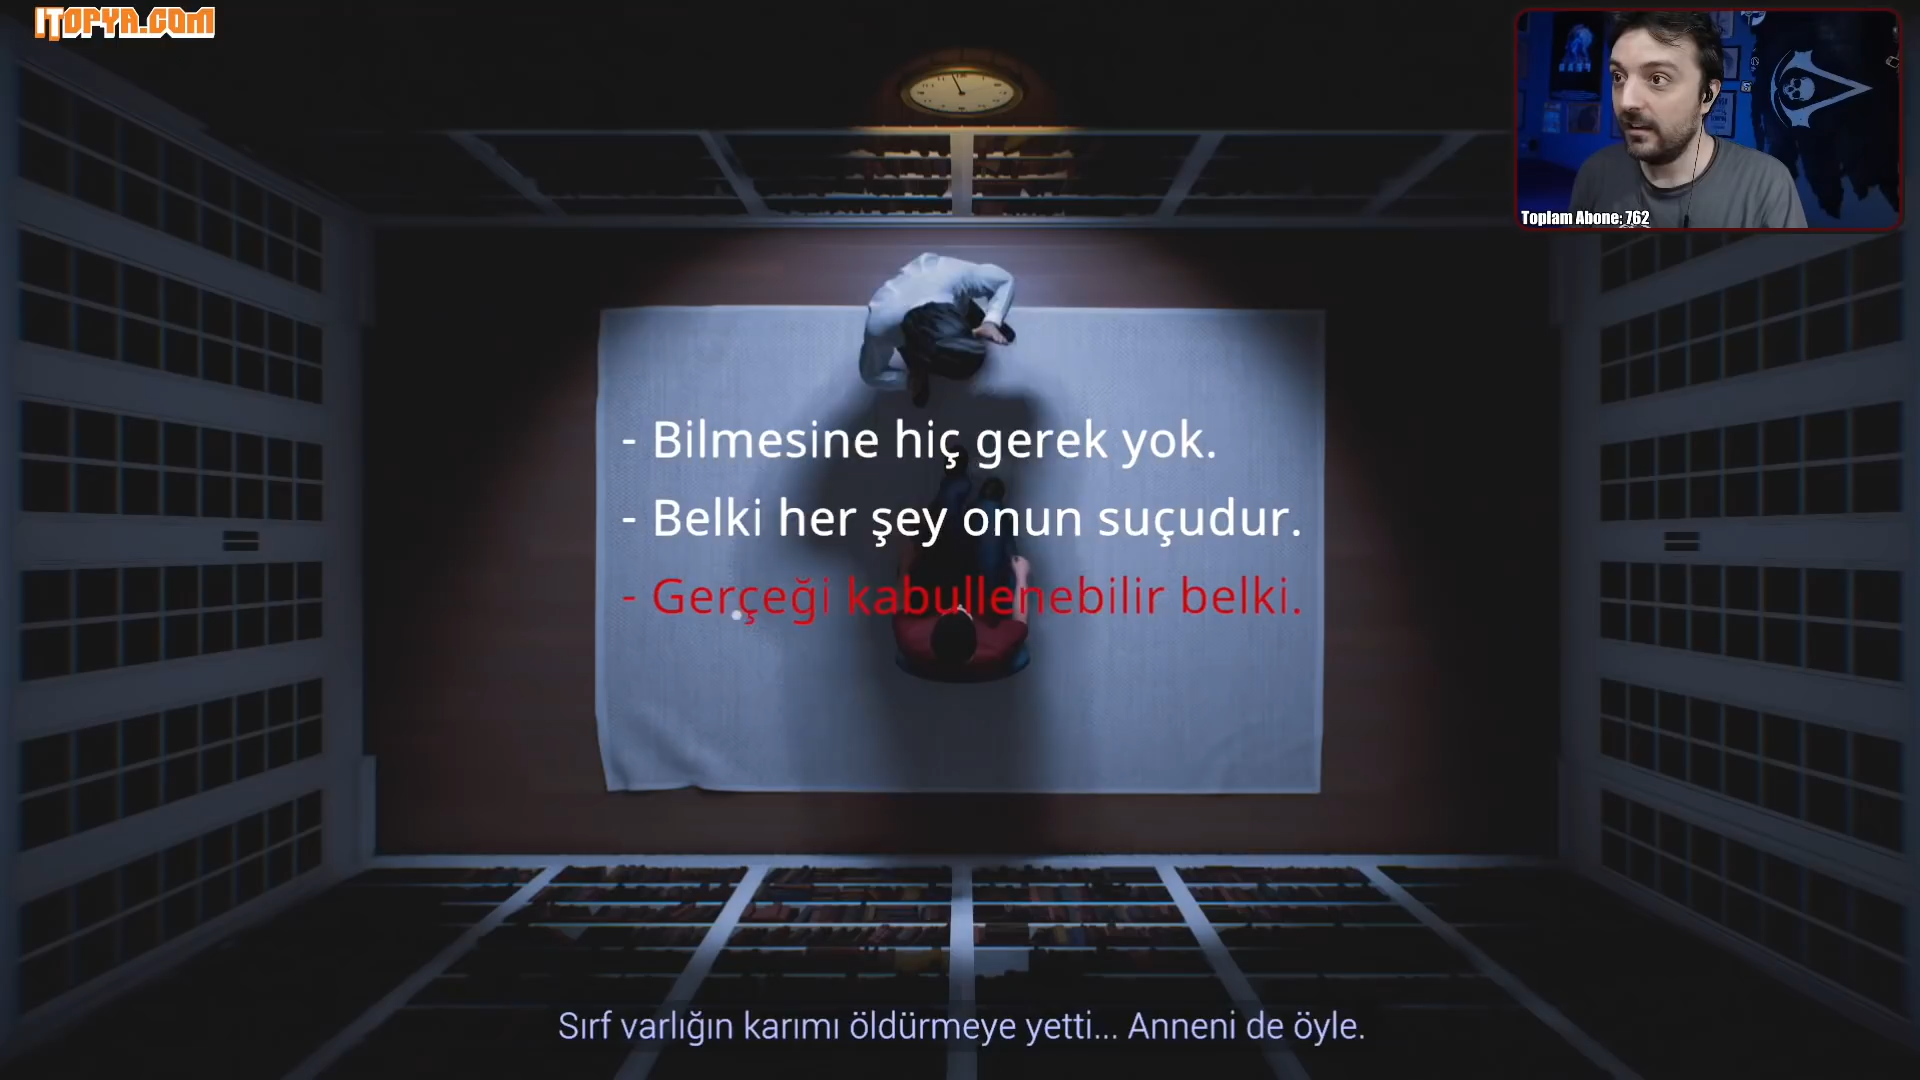 ITOPYA.COM
Toplam Abone: 762
- Bilmesine hiç gerek yok.
- Belki her şey onun suçudur.
- Gerçeği kabullenebilir belki.
Sırf varlığın karımı öldürmeye yetti... Anneni de öyle.